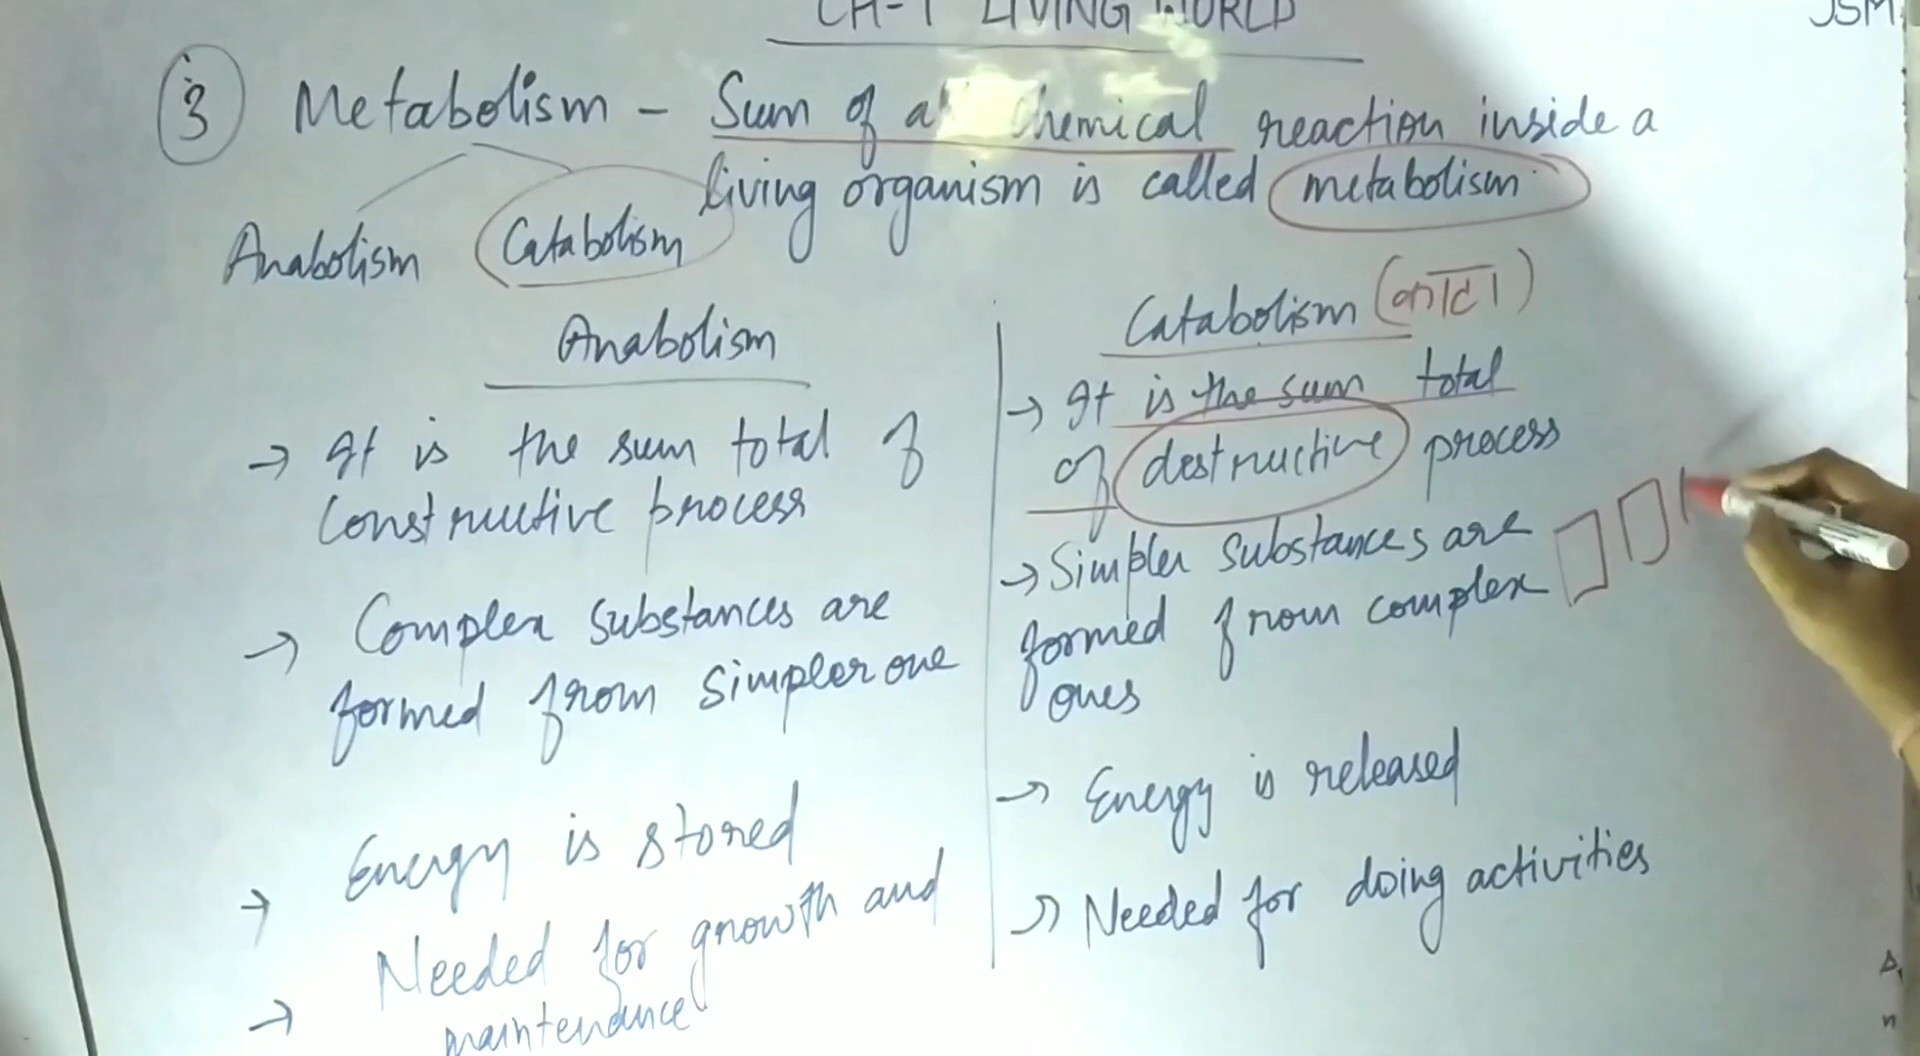 CH-1 LIVING WORLD
JSM
3 Metabolism - Sum of all chemical reaction inside a
living organism is called metabolism.
Anabolism Catabolism
Anabolism
→ It is the sum total of
constructive process
→ Complex substances are
formed from simpler one
→ Energy is stored
→ Needed for growth and
maintenance
Catabolism (काटा)
→ It is the sum total
of destructive process
→ Simpler substances are
formed from complex
ones
→ Energy is released
→ Needed for doing activities